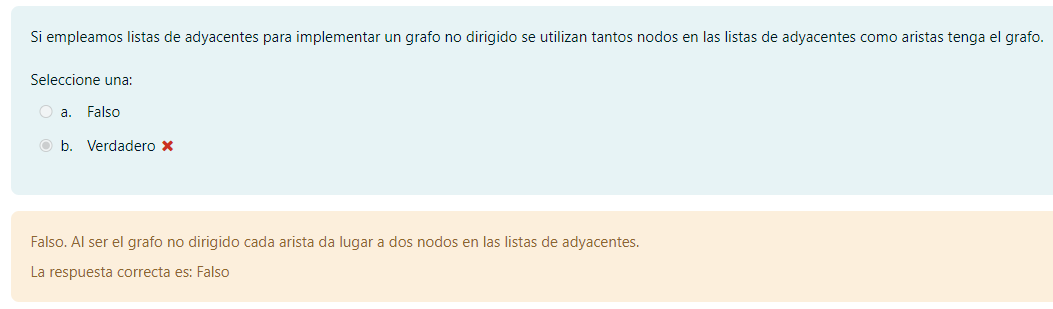 Si empleamos listas de adyacentes para implementar un grafo no dirigido se utilizan tantos nodos en las listas de adyacentes como aristas tenga el grafo.
Seleccione una:
a. Falso
b. Verdadero ✖
Falso. Al ser el grafo no dirigido cada arista da lugar a dos nodos en las listas de adyacentes.
La respuesta correcta es: Falso